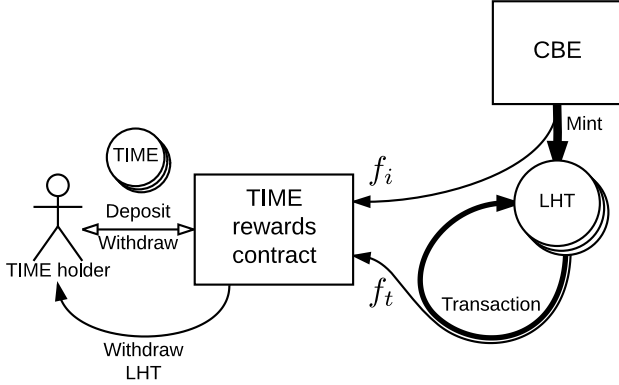 CBE
Mint
TIME
f_i
TIME
rewards
contract
LHT
Deposit
Withdraw
TIME holder
f_t
Transaction
Withdraw
LHT